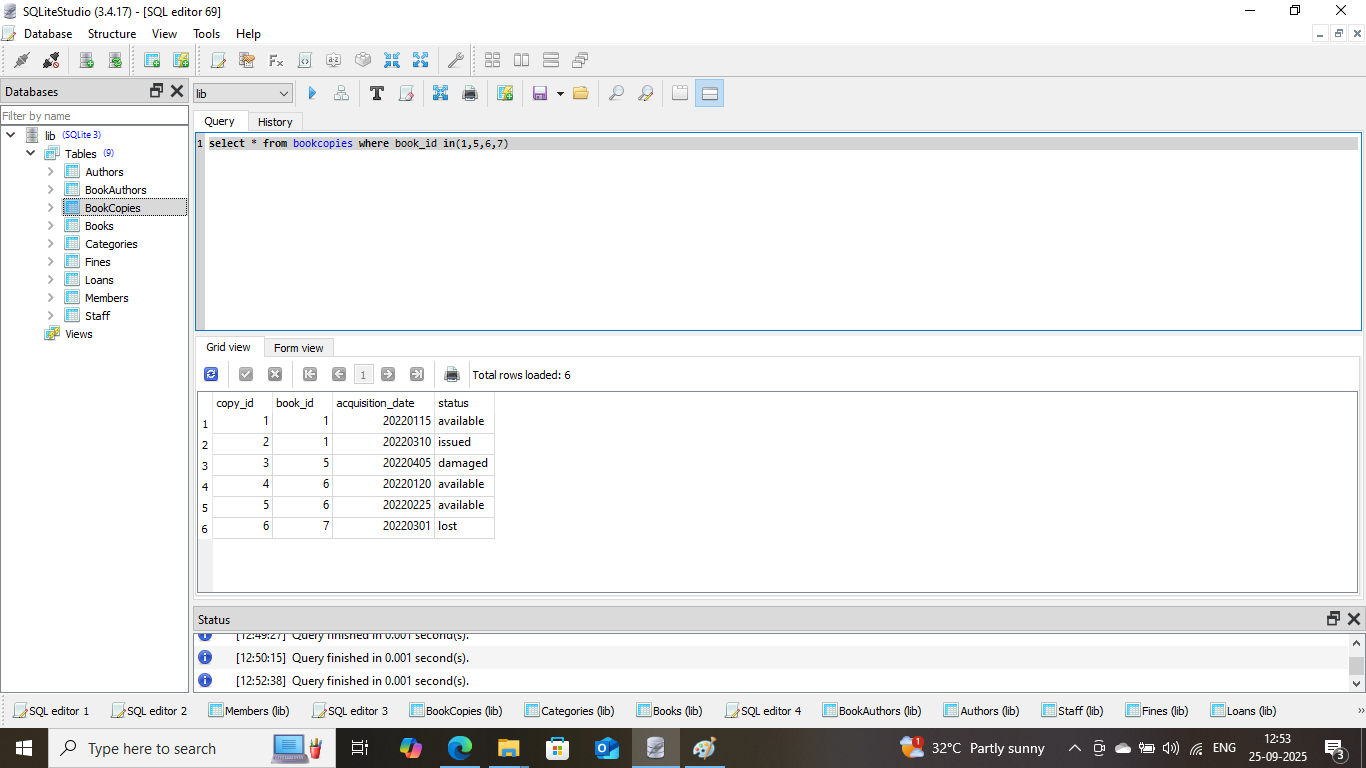 SQLiteStudio (3.4.17) - [SQL editor 69]
Database Structure View Tools Help
Databases
lib
Filter by name
Query History
lib (SQLite 3)
Tables (9)
Authors
BookAuthors
BookCopies
Books
Categories
Fines
Loans
Members
Staff
Views
1 select * from bookcopies where book_id in(1,5,6,7)
Grid view Form view
1 Total rows loaded: 6
copy_id book_id acquisition_date status
1 1 1 20220115 available
2 2 1 20220310 issued
3 3 5 20220405 damaged
4 4 6 20220120 available
5 5 6 20220225 available
6 6 7 20220301 lost
Status
[12:49:27] Query finished in 0.001 second(s).
[12:50:15] Query finished in 0.001 second(s).
[12:52:38] Query finished in 0.001 second(s).
SQL editor 1 SQL editor 2 Members (lib) SQL editor 3 BookCopies (lib) Categories (lib) Books (lib) SQL editor 4 BookAuthors (lib) Authors (lib) Staff (lib) Fines (lib) Loans (lib) »
Type here to search
1 32°C Partly sunny ENG 12:53
25-09-2025 3